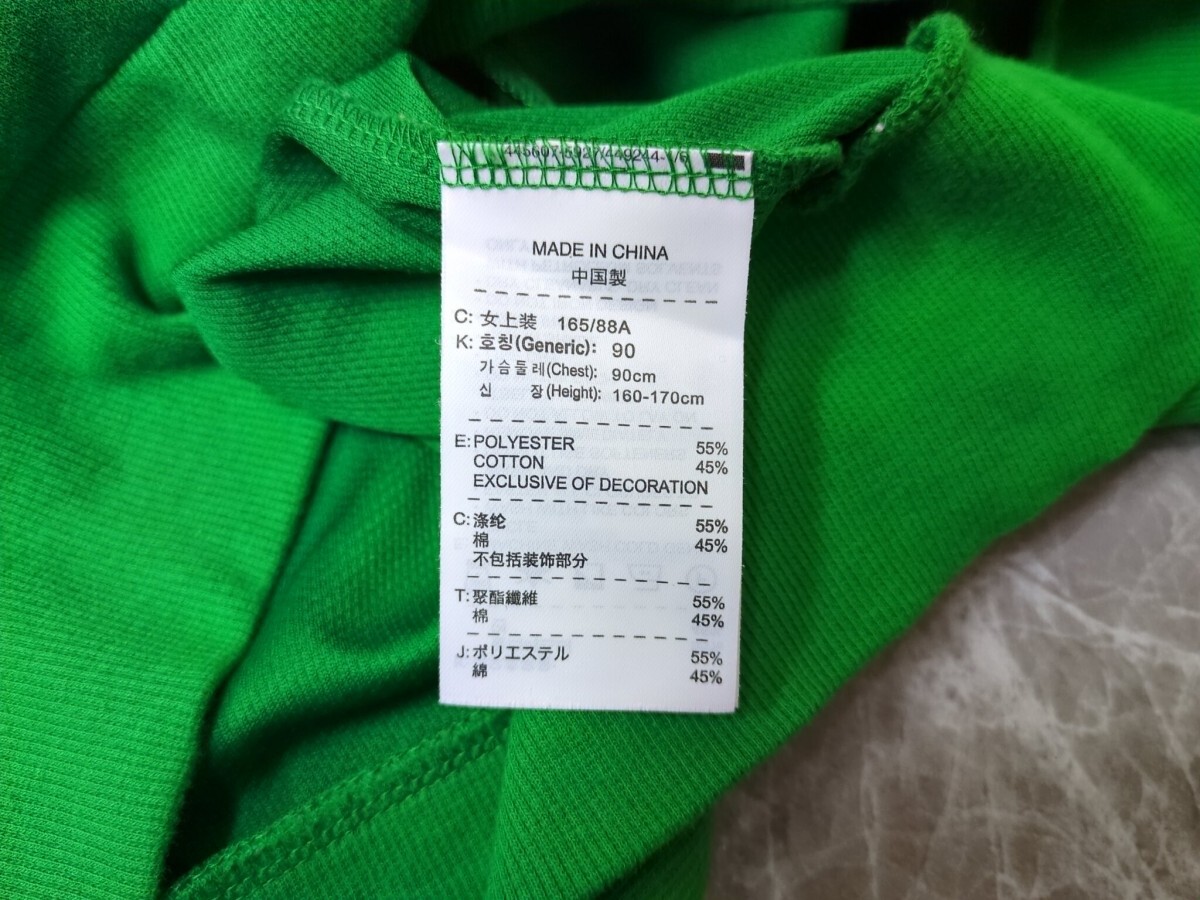 MADE IN CHINA
中国製
C: 女上装 165/88A
K: 호칭(Generic): 90
가슴둘레(Chest): 90cm
신 장(Height): 160-170cm
E: POLYESTER 55%
COTTON 45%
EXCLUSIVE OF DECORATION
C: 涤纶 55%
棉 45%
不包括装饰部分
T: 聚酯纖維 55%
棉 45%
J: ポリエステル 55%
綿 45%